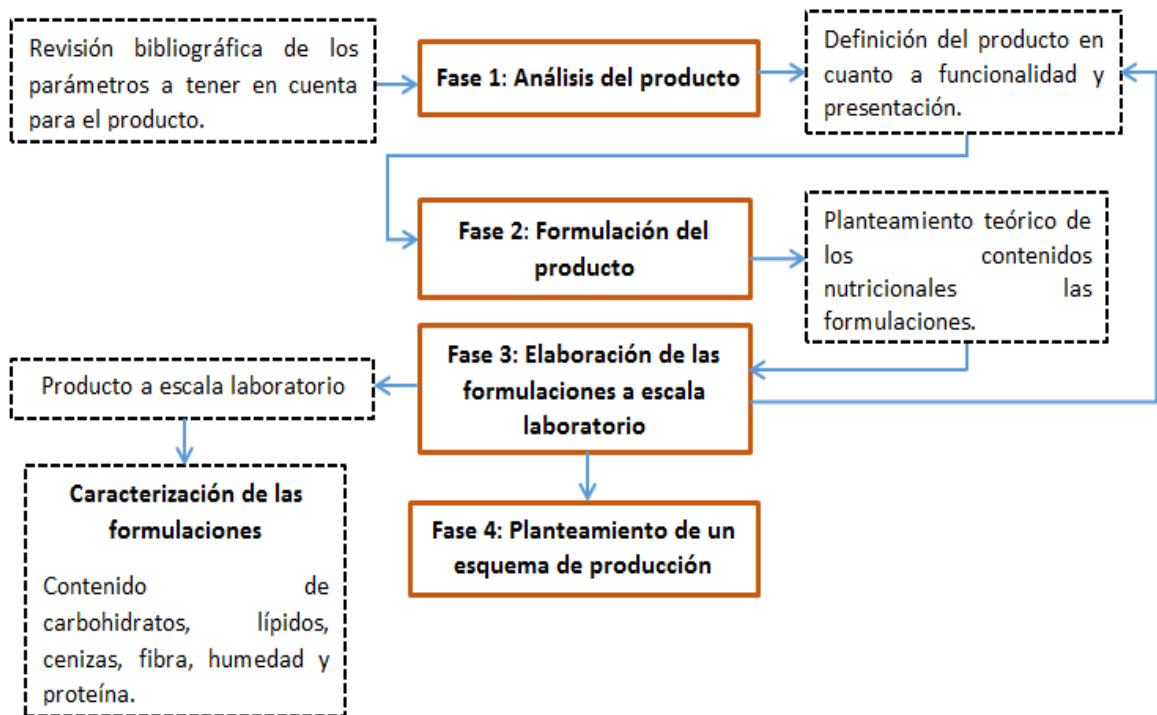 Revisión bibliográfica de los
parámetros a tener en cuenta
para el producto.
Fase 1: Análisis del producto
Definición del producto en
cuanto a funcionalidad y
presentación.
Fase 2: Formulación del
producto
Planteamiento teórico de
los contenidos
nutricionales las
formulaciones.
Fase 3: Elaboración de las
formulaciones a escala
laboratorio
Producto a escala laboratorio
Caracterización de las
formulaciones
Contenido de
carbohidratos, lípidos,
cenizas, fibra, humedad y
proteína.
Fase 4: Planteamiento de un
esquema de producción